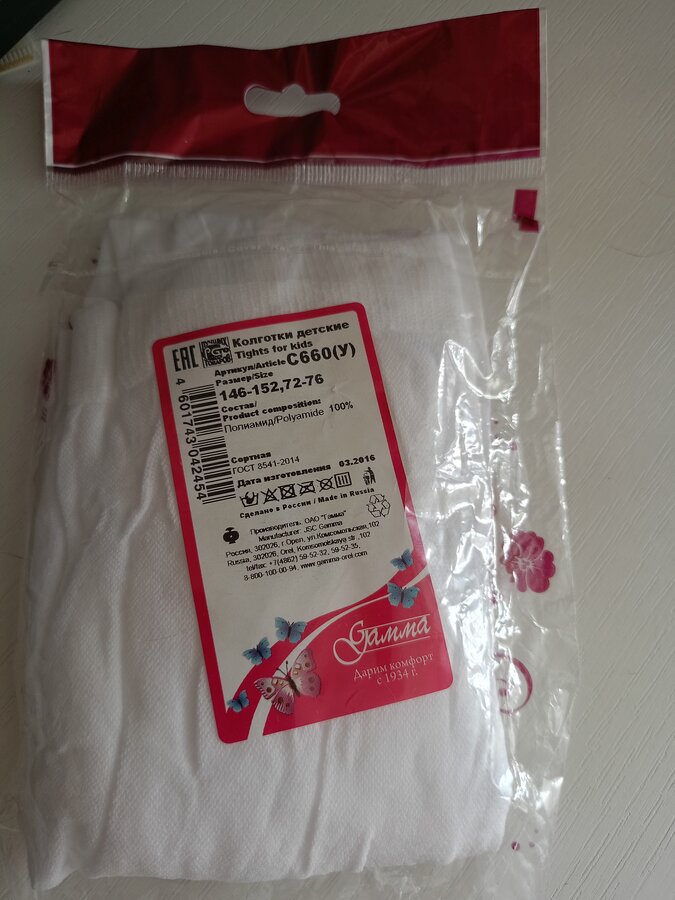 EAC
Колготки детские
Tights for kids
Артикул/Article С660(У)
Размер/Size
146-152,72-76
Состав/
Product composition:
Полиамид/Polyamide 100%
4 601743 042454
Сортная
ГОСТ 8541-2014
Дата изготовления 03.2016
Сделано в России / Made in Russia
Производитель ОАО "Гамма"
Manufacturer JSC Gamma
Россия, 302026, г.Орел, ул.Комсомольская,102
Russia, 302026, Orel, Komsomolskaya str.,102
tel/fax: +7(4862) 59-52-32, 59-52-35,
8-800-100-00-94, www.gamma-orel.com
Гамма
Дарим комфорт
с 1934 г.